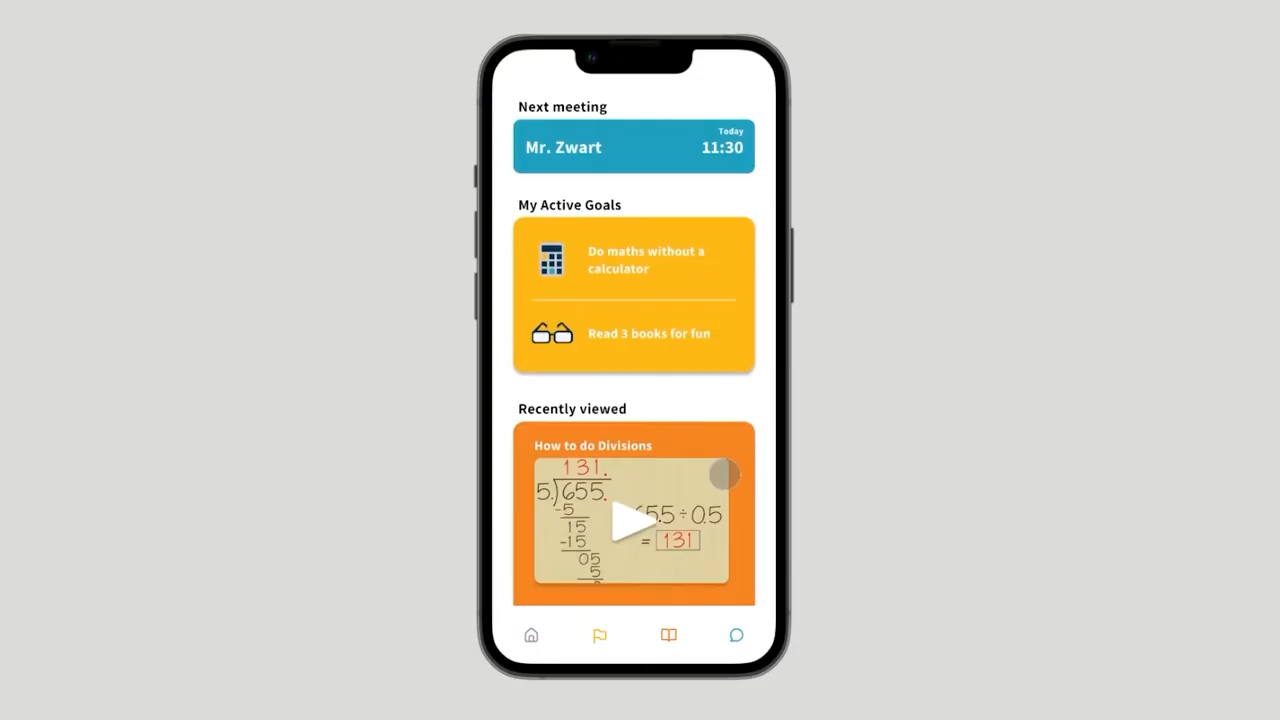 Next meeting
Today
Mr. Zwart
11:30
My Active Goals
Do maths without a
calculator
Read 3 books for fun
Recently viewed
How to do Divisions
131.
5.)655.
-5
15
-15
05
5
65.5÷0.5
= 131